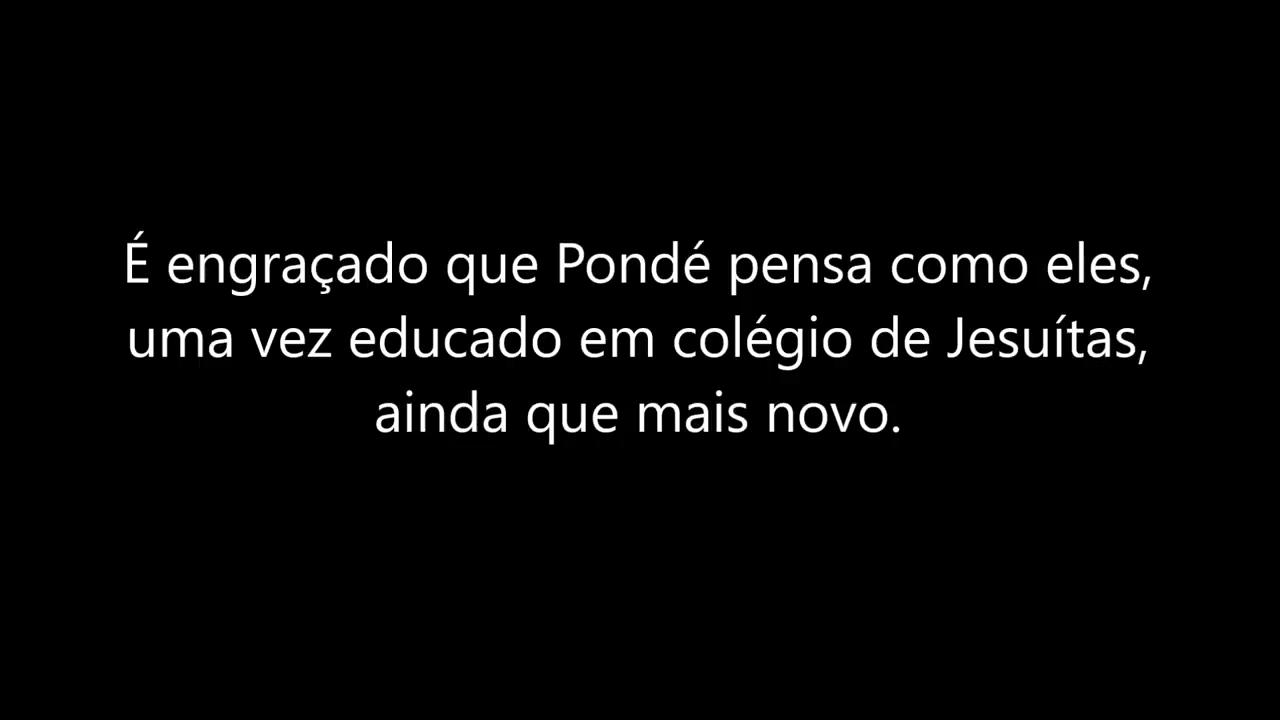 É engraçado que Pondé pensa como eles,
uma vez educado em colégio de Jesuítas,
ainda que mais novo.